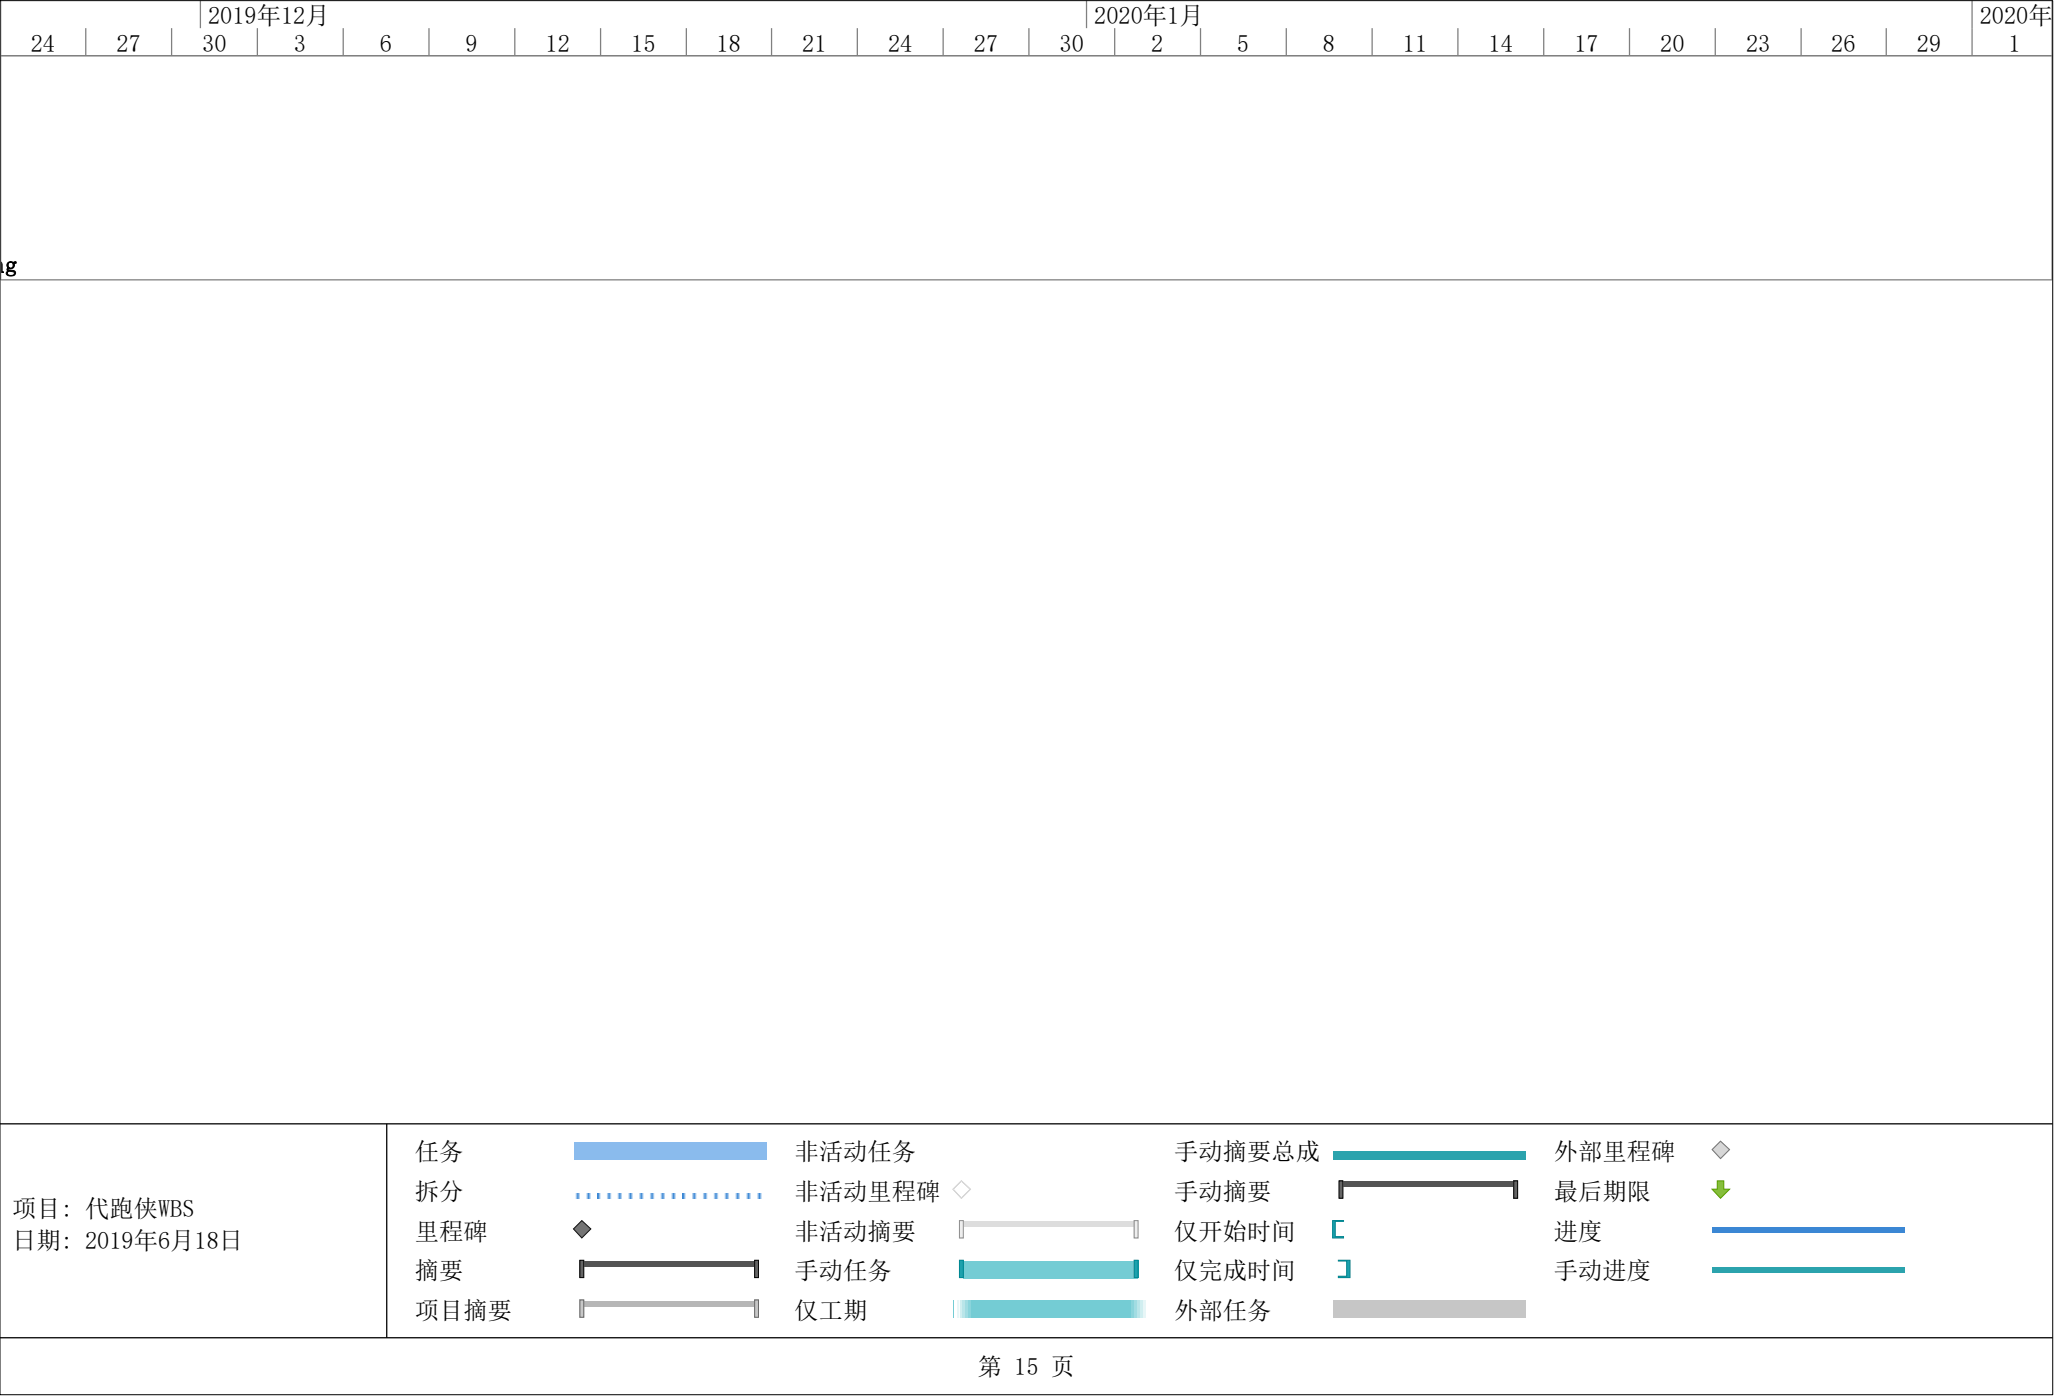 2019年12月 2020年1月 2020年
24 27 30 3 6 9 12 15 18 21 24 27 30 2 5 8 11 14 17 20 23 26 29 1
g
任务 非活动任务 手动摘要总成 外部里程碑
拆分 非活动里程碑 手动摘要 最后期限
项目: 代跑侠WBS
日期: 2019年6月18日
里程碑 非活动摘要 仅开始时间 进度
摘要 手动任务 仅完成时间 手动进度
项目摘要 仅工期 外部任务
第 15 页